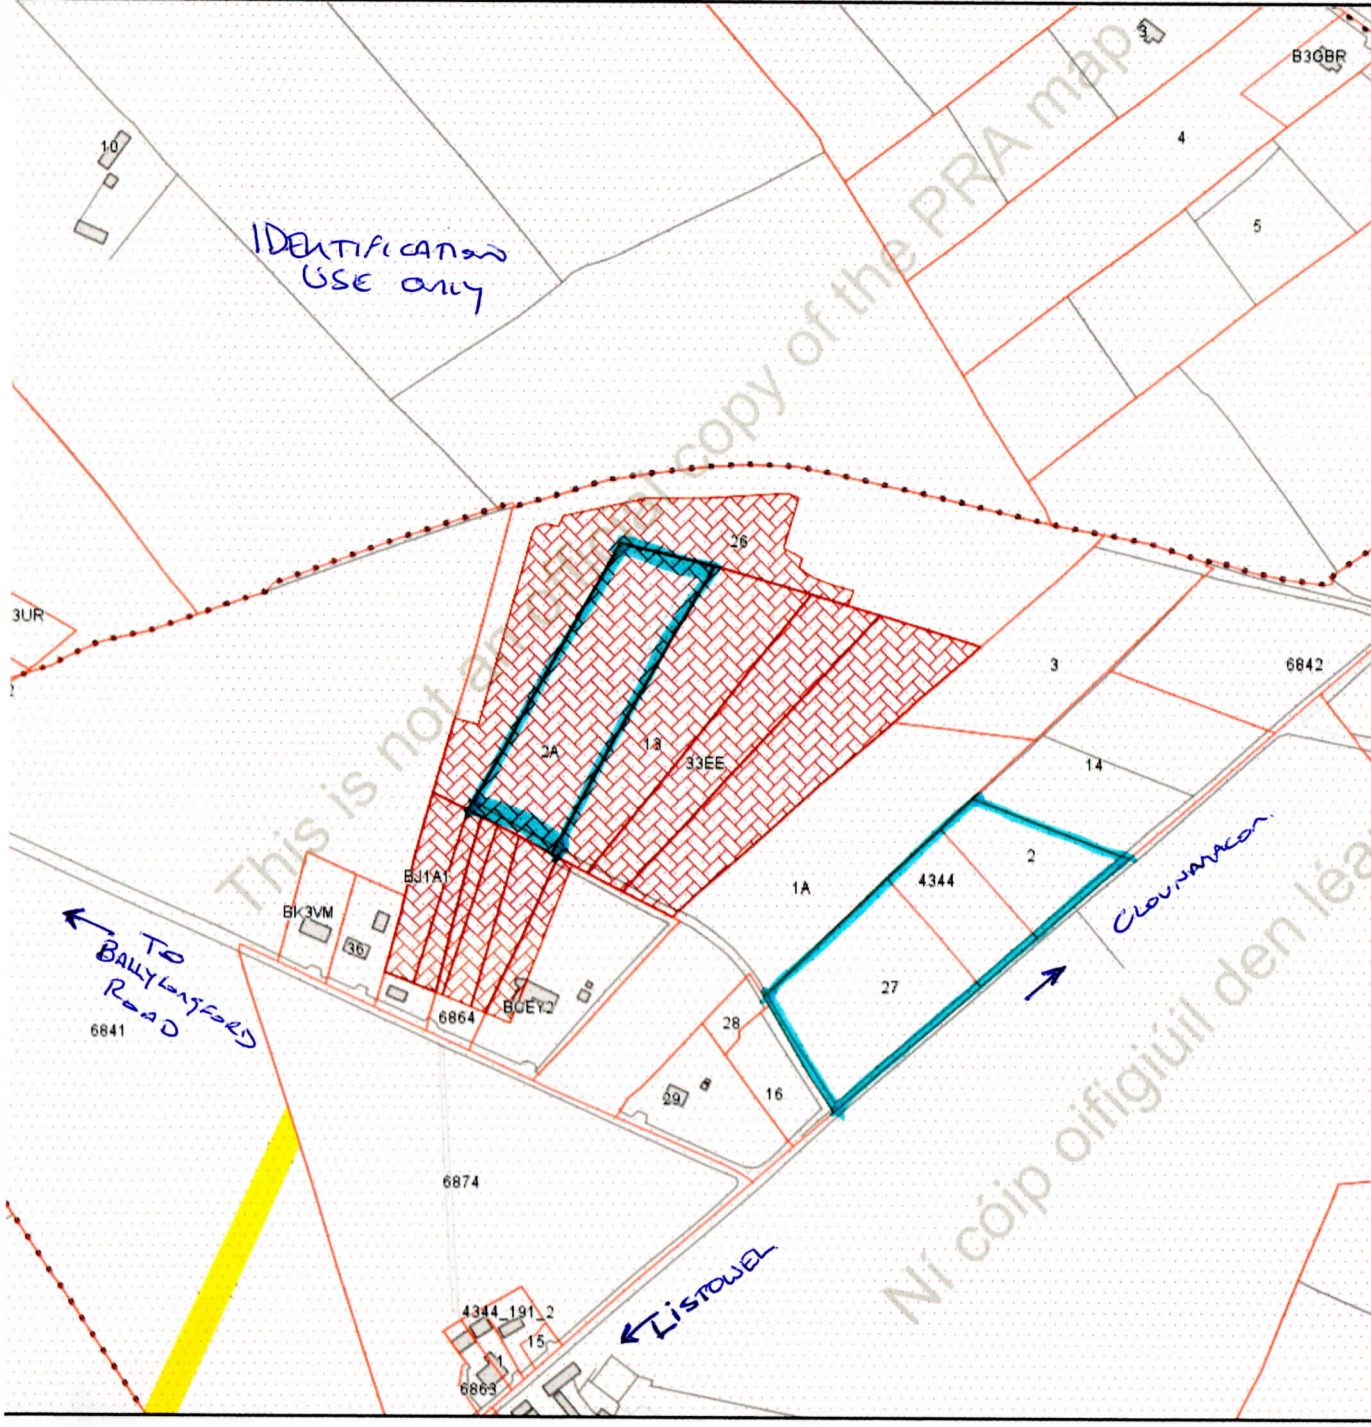 3
B3GBR
4
10
5
IDENTIFICATION
USE ONLY
This is not an official copy of the PRA map
26
3UR
3
6842
2A
13
33EE
14
2
BJ1A1
1A
4344
CLOUNAMACON.
BK3VM
36
27
TO
BALLYLONGFORD
ROAD
6841
6864
BCEY2
28
29
16
6874
Ní cóip oifigiúil den léa
LISTOWEL
4344_191_2
15
1
6863